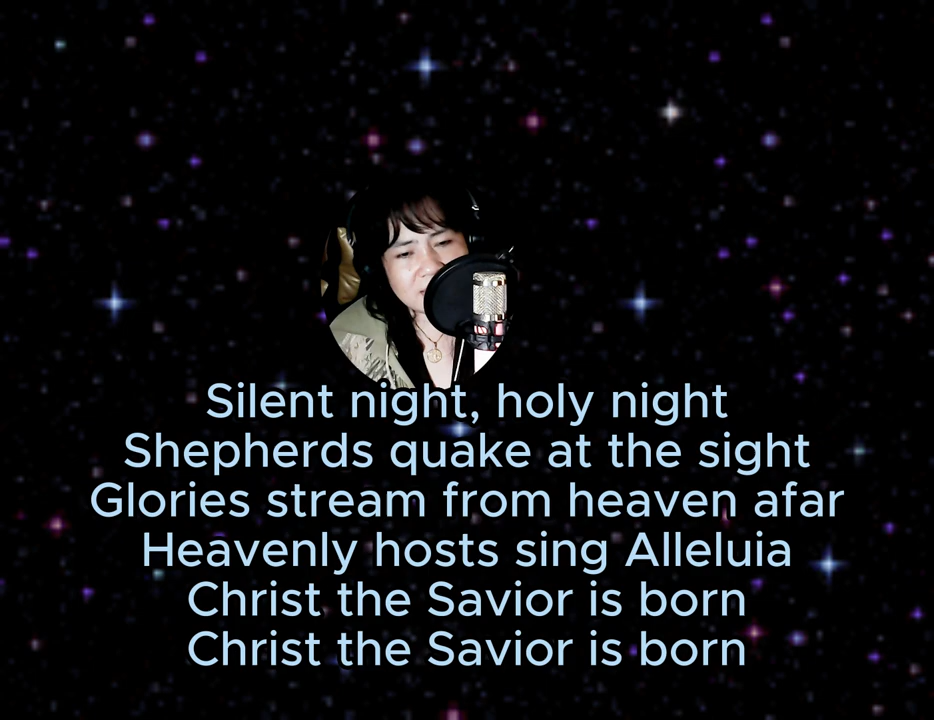 Silent night, holy night
Shepherds quake at the sight
Glories stream from heaven afar
Heavenly hosts sing Alleluia
Christ the Savior is born
Christ the Savior is born